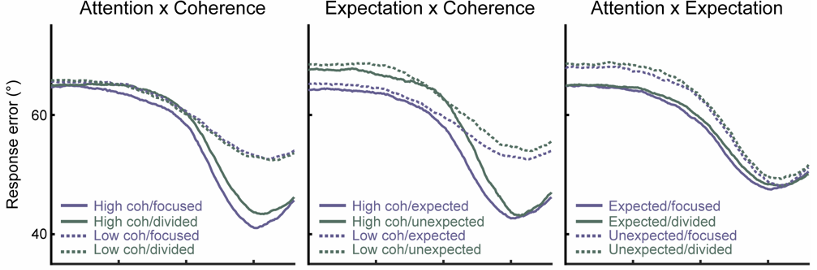 Attention x Coherence
Expectation x Coherence
Attention x Expectation
Response error (°)
60
40
High coh/focused
High coh/divided
Low coh/focused
Low coh/divided
High coh/expected
High coh/unexpected
Low coh/expected
Low coh/unexpected
Expected/focused
Expected/divided
Unexpected/focused
Unexpected/divided